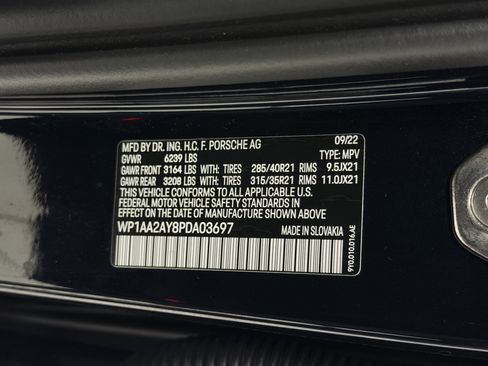 MFD BY DR. ING. H.C. F. PORSCHE AG 09/22
GVWR 6239 LBS TYPE: MPV
GAWR FRONT 3164 LBS WITH TIRES 285/40R21 RIMS 9.5JX21
GAWR REAR 3208 LBS WITH TIRES 315/35R21 RIMS 11.0JX21
THIS VEHICLE CONFORMS TO ALL APPLICABLE U.S.
FEDERAL MOTOR VEHICLE SAFETY STANDARDS IN
EFFECT ON THE DATE OF MANUFACTURE SHOWN ABOVE
WP1AA2AY8PDA03697 MADE IN SLOVAKIA
9Y0.010.016.AE